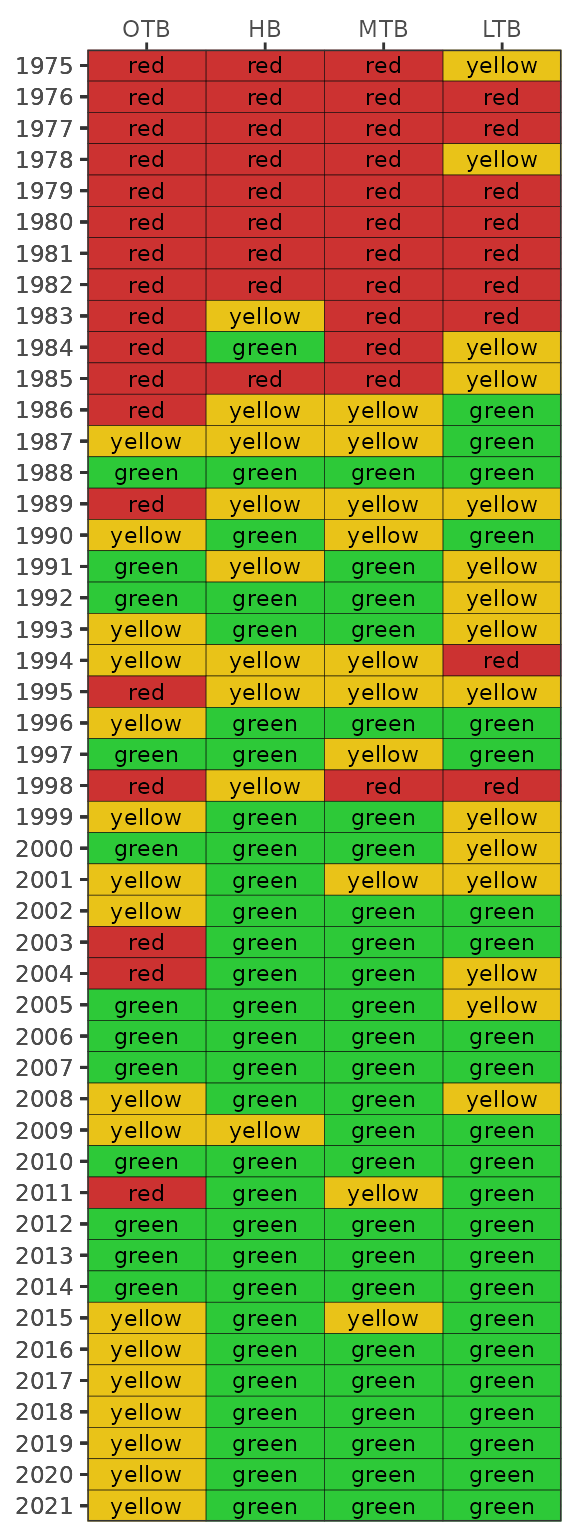 OTB HB MTB LTB
1975 red red red yellow
1976 red red red red
1977 red red red red
1978 red red red yellow
1979 red red red red
1980 red red red red
1981 red red red red
1982 red red red red
1983 red yellow red red
1984 red green red yellow
1985 red red red yellow
1986 red yellow yellow green
1987 yellow yellow yellow green
1988 green green green green
1989 red yellow yellow yellow
1990 yellow green yellow green
1991 green yellow green yellow
1992 green green green yellow
1993 yellow green green yellow
1994 yellow yellow yellow red
1995 red yellow yellow yellow
1996 yellow green green green
1997 green green yellow green
1998 red yellow red red
1999 yellow green green yellow
2000 green green green yellow
2001 yellow green yellow yellow
2002 yellow green green green
2003 red green green green
2004 red green green yellow
2005 green green green yellow
2006 green green green green
2007 green green green green
2008 yellow green green yellow
2009 yellow yellow green green
2010 green green green green
2011 red green yellow green
2012 green green green green
2013 green green green green
2014 green green green green
2015 yellow green yellow green
2016 yellow green green green
2017 yellow green green green
2018 yellow green green green
2019 yellow green green green
2020 yellow green green green
2021 yellow green green green